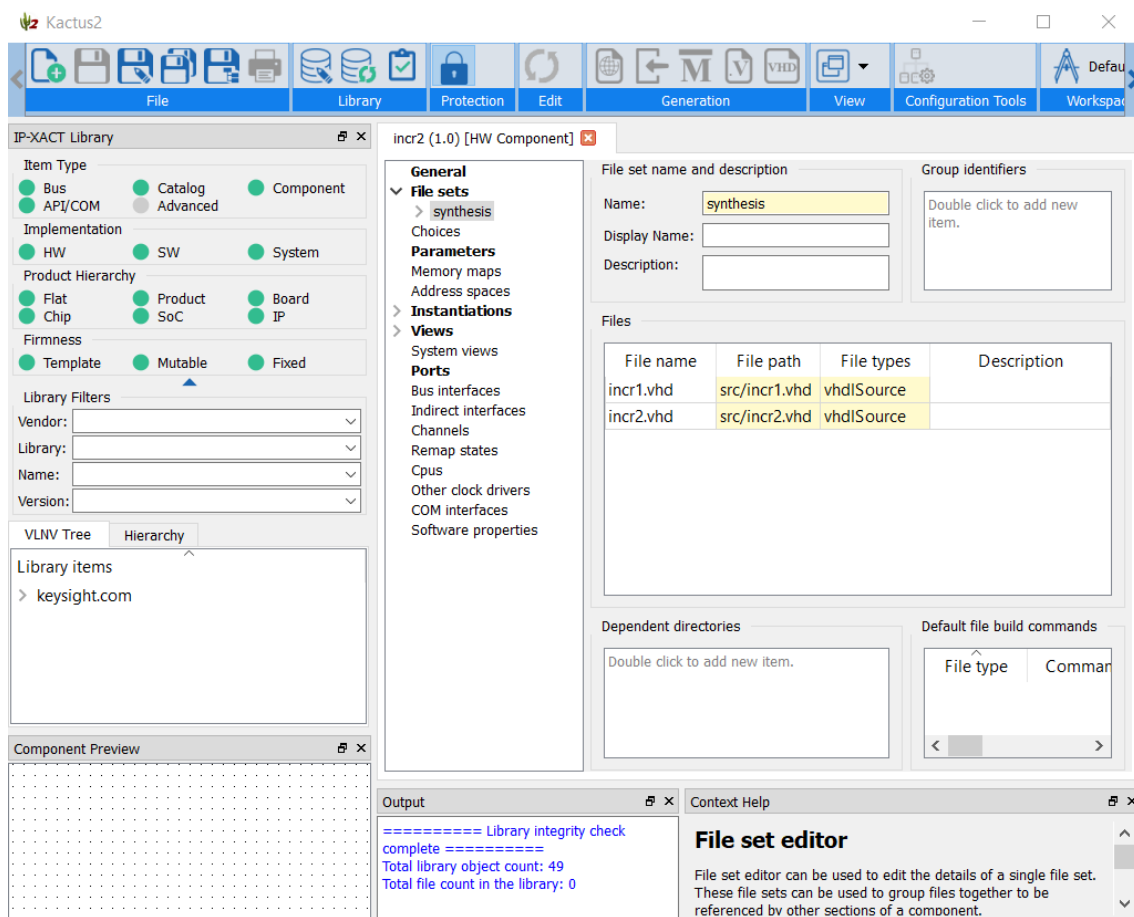 Kactus2
VHD
Defau
File
Library
Protection
Edit
Generation
View
Configuration Tools
Workspac
IP-XACT Library
Item Type
Bus
Catalog
Component
API/COM
Advanced
Implementation
HW
SW
System
Product Hierarchy
Flat
Product
Board
Chip
SoC
IP
Firmness
Template
Mutable
Fixed
Library Filters
Vendor:
Library:
Name:
Version:
VLNV Tree
Hierarchy
Library items
keysight.com
Component Preview
incr2 (1.0) [HW Component]
General
File sets
synthesis
Choices
Parameters
Memory maps
Address spaces
Instantiations
Views
System views
Ports
Bus interfaces
Indirect interfaces
Channels
Remap states
Cpus
Other clock drivers
COM interfaces
Software properties
File set name and description
Name: synthesis
Display Name:
Description:
Group identifiers
Double click to add new
item.
Files
File name File path File types Description
incr1.vhd src/incr1.vhd vhdlSource
incr2.vhd src/incr2.vhd vhdlSource
Dependent directories
Double click to add new item.
Default file build commands
File type Comman
Output
========== Library integrity check
complete ==========
Total library object count: 49
Total file count in the library: 0
Context Help
File set editor
File set editor can be used to edit the details of a single file set.
These file sets can be used to group files together to be
referenced by other sections of a component.